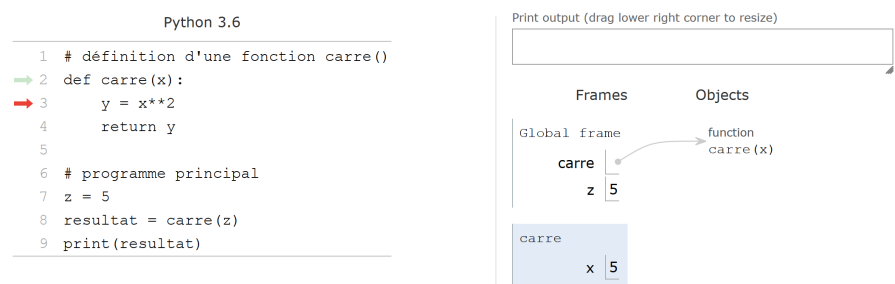 Python 3.6
1 # définition d'une fonction carre()
2 def carre(x):
3     y = x**2
4     return y
5
6 # programme principal
7 z = 5
8 resultat = carre(z)
9 print(resultat)
Print output (drag lower right corner to resize)
Frames Objects
Global frame
function
carre(x)
carre
z 5
carre
x 5